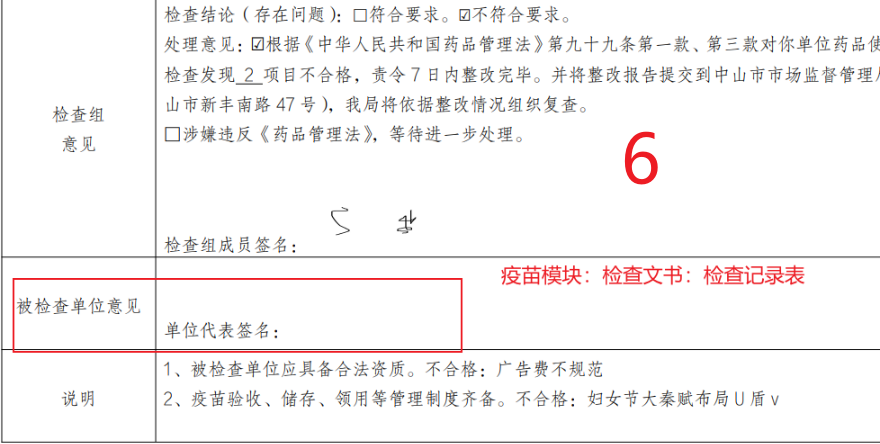 检查结论（存在问题）：□符合要求。☑不符合要求。
处理意见：☑根据《中华人民共和国药品管理法》第九十九条第一款、第三款对你单位药品使
检查发现 2 项目不合格，责令7日内整改完毕。并将整改报告提交到中山市市场监督管理
山市新丰南路47号），我局将依据整改情况组织复查。
□涉嫌违反《药品管理法》，等待进一步处理。
检查组
意见
6
检查组成员签名：
疫苗模块：检查文书：检查记录表
被检查单位意见
单位代表签名：
说明
1、被检查单位应具备合法资质。不合格：广告费不规范
2、疫苗验收、储存、领用等管理制度齐备。不合格：妇女节大秦赋布局U盾v